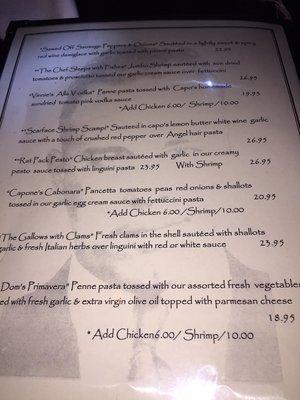 "Sawed Off Sausage Peppers & Onions" Sautéed in a lightly sweet & spicy
red wine demiglace with garlic tossed with penne pasta 22.95
"The Chef Sleeps with Fishes" Jumbo Shrimp sautéed with sun dried
tomatoes & proscuitto tossed our garlic cream sauce over fettuccini
26.95
"Vinnie's Alla Vodka" Penne pasta tossed with Capo's homemade
sundried tomato pink vodka sauce 19.95
*Add Chicken 6.00/ Shrimp/10.00
"Scarface Shrimp Scampi" Sauteed in capo's lemon butter white wine garlic
sauce with a touch of crushed red pepper over Angel hair pasta
26.95
"Rat Pack Pesto" Chicken breast sautéed with garlic in our creamy
pesto sauce tossed with linguini pasta 23.95 With Shrimp 26.95
"Capone's Cabonara" Pancetta tomatoes peas red onions & shallots
tossed in our garlic egg cream sauce with fettuccini pasta 20.95
*Add Chicken 6.00/Shrimp/10.00
"The Gallows with Clams" Fresh clams in the shell sautéed with shallots
garlic & fresh Italian herbs over linguini with red or white sauce
23.95
Dom's Primavera" Penne pasta tossed with our assorted fresh vegetables
ed with fresh garlic & extra virgin olive oil topped with parmesan cheese
18.95
* Add Chicken6.00/ Shrimp/10.00